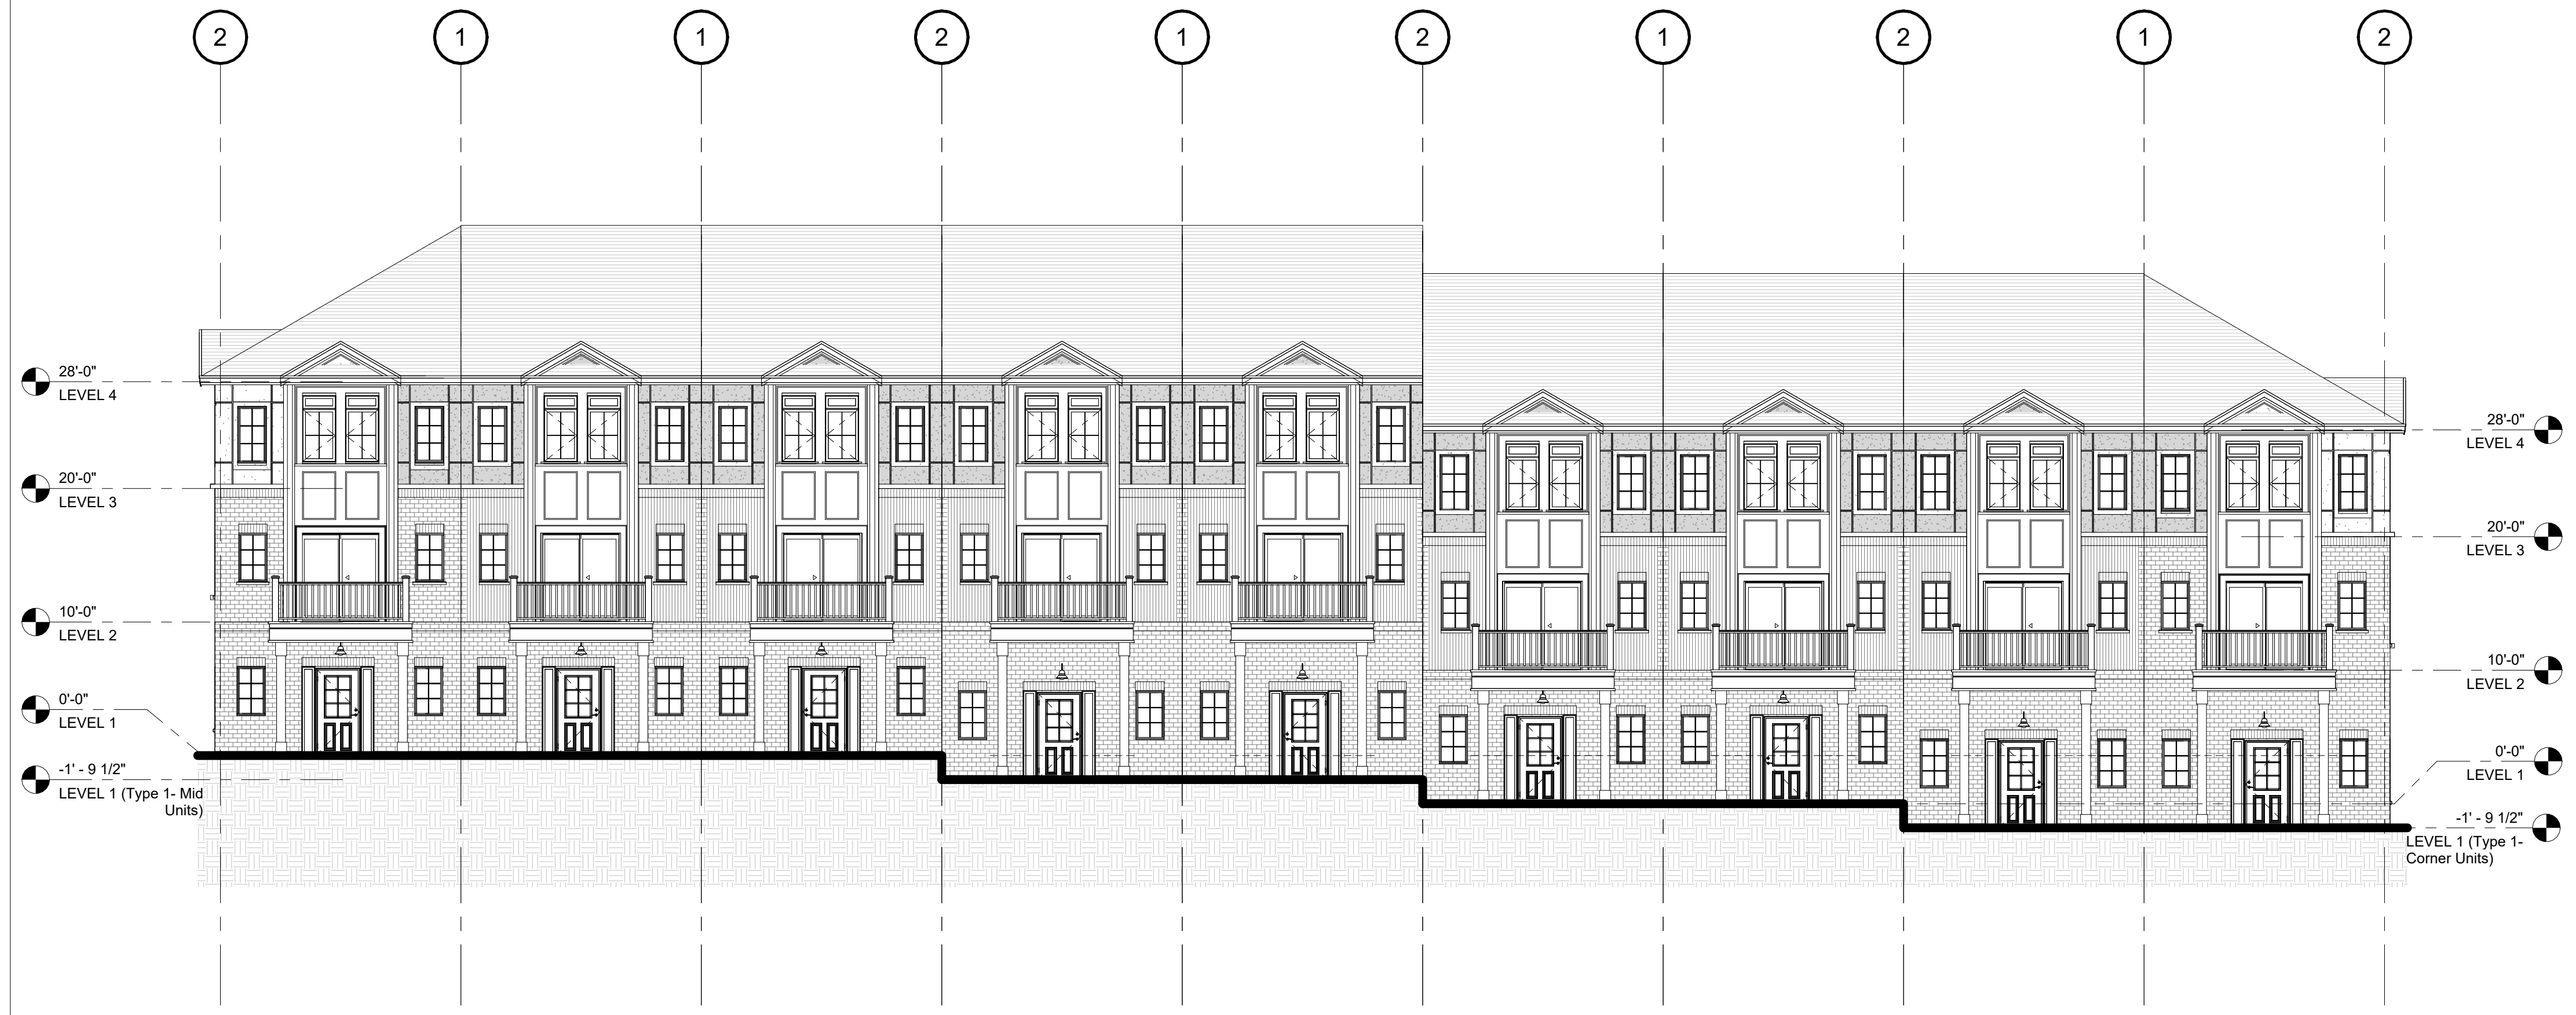 2 1 1 2 1 2 1 2 1 2
28'-0"
LEVEL 4
20'-0"
LEVEL 3
10'-0"
LEVEL 2
0'-0"
LEVEL 1
-1' - 9 1/2"
LEVEL 1 (Type 1- Mid
Units)
28'-0"
LEVEL 4
20'-0"
LEVEL 3
10'-0"
LEVEL 2
0'-0"
LEVEL 1
-1' - 9 1/2"
LEVEL 1 (Type 1-
Corner Units)